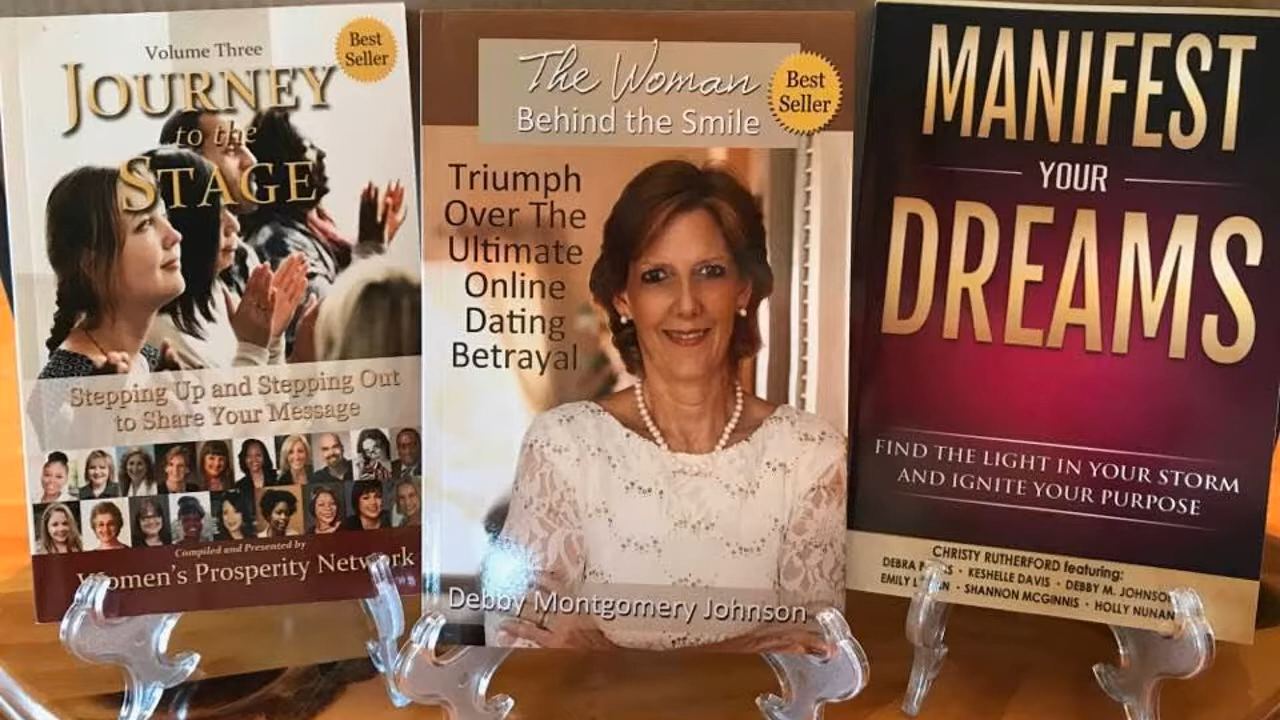 Volume Three
JOURNEY
to the
STAGE
Best
Seller
Stepping Up and Stepping Out
to Share Your Message
Compiled and Presented by
Women's Prosperity Network
The Woman
Behind the Smile
Best
Seller
Triumph
Over The
Ultimate
Online
Dating
Betrayal
Debby Montgomery Johnson
MANIFEST
YOUR
DREAMS
FIND THE LIGHT IN YOUR STORM
AND IGNITE YOUR PURPOSE
CHRISTY RUTHERFORD featuring:
DEBRA • KESHELLE DAVIS • DEBBY M. JOHNSON
EMILY • SHANNON MCGINNIS • HOLLY NUNAN